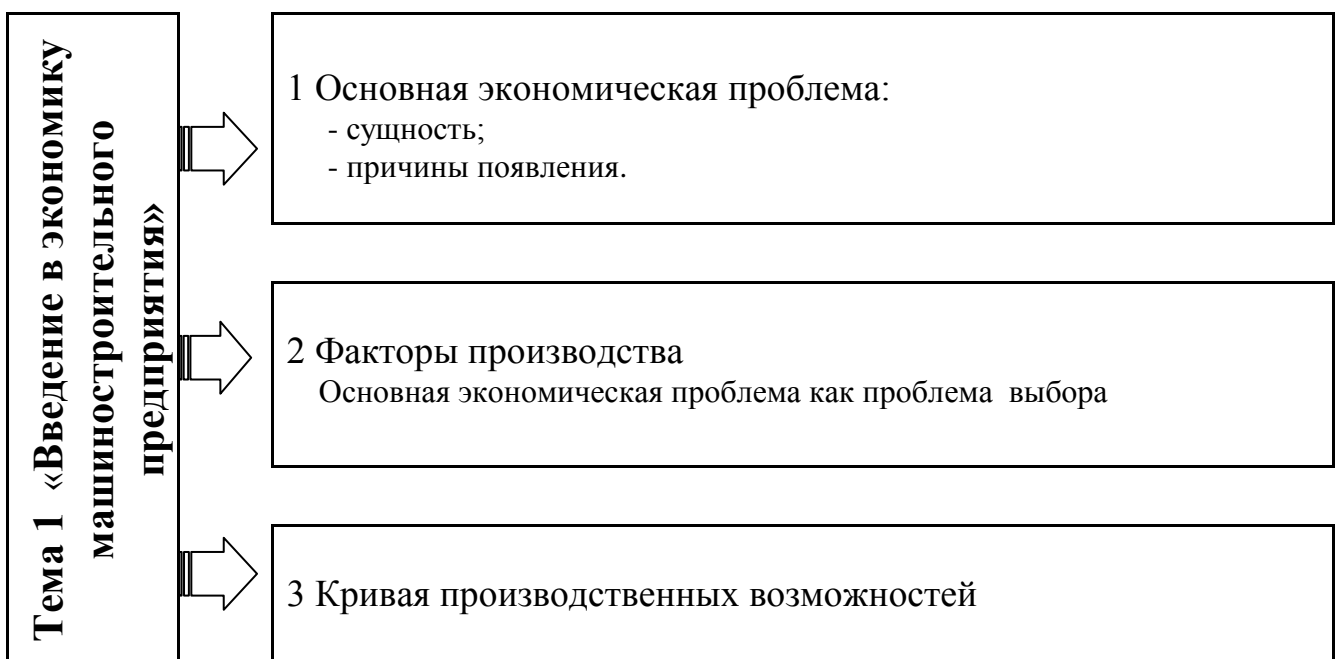 Тема 1 «Введение в экономику
машиностроительного
предприятия»
1 Основная экономическая проблема:
- сущность;
- причины появления.
2 Факторы производства
Основная экономическая проблема как проблема выбора
3 Кривая производственных возможностей